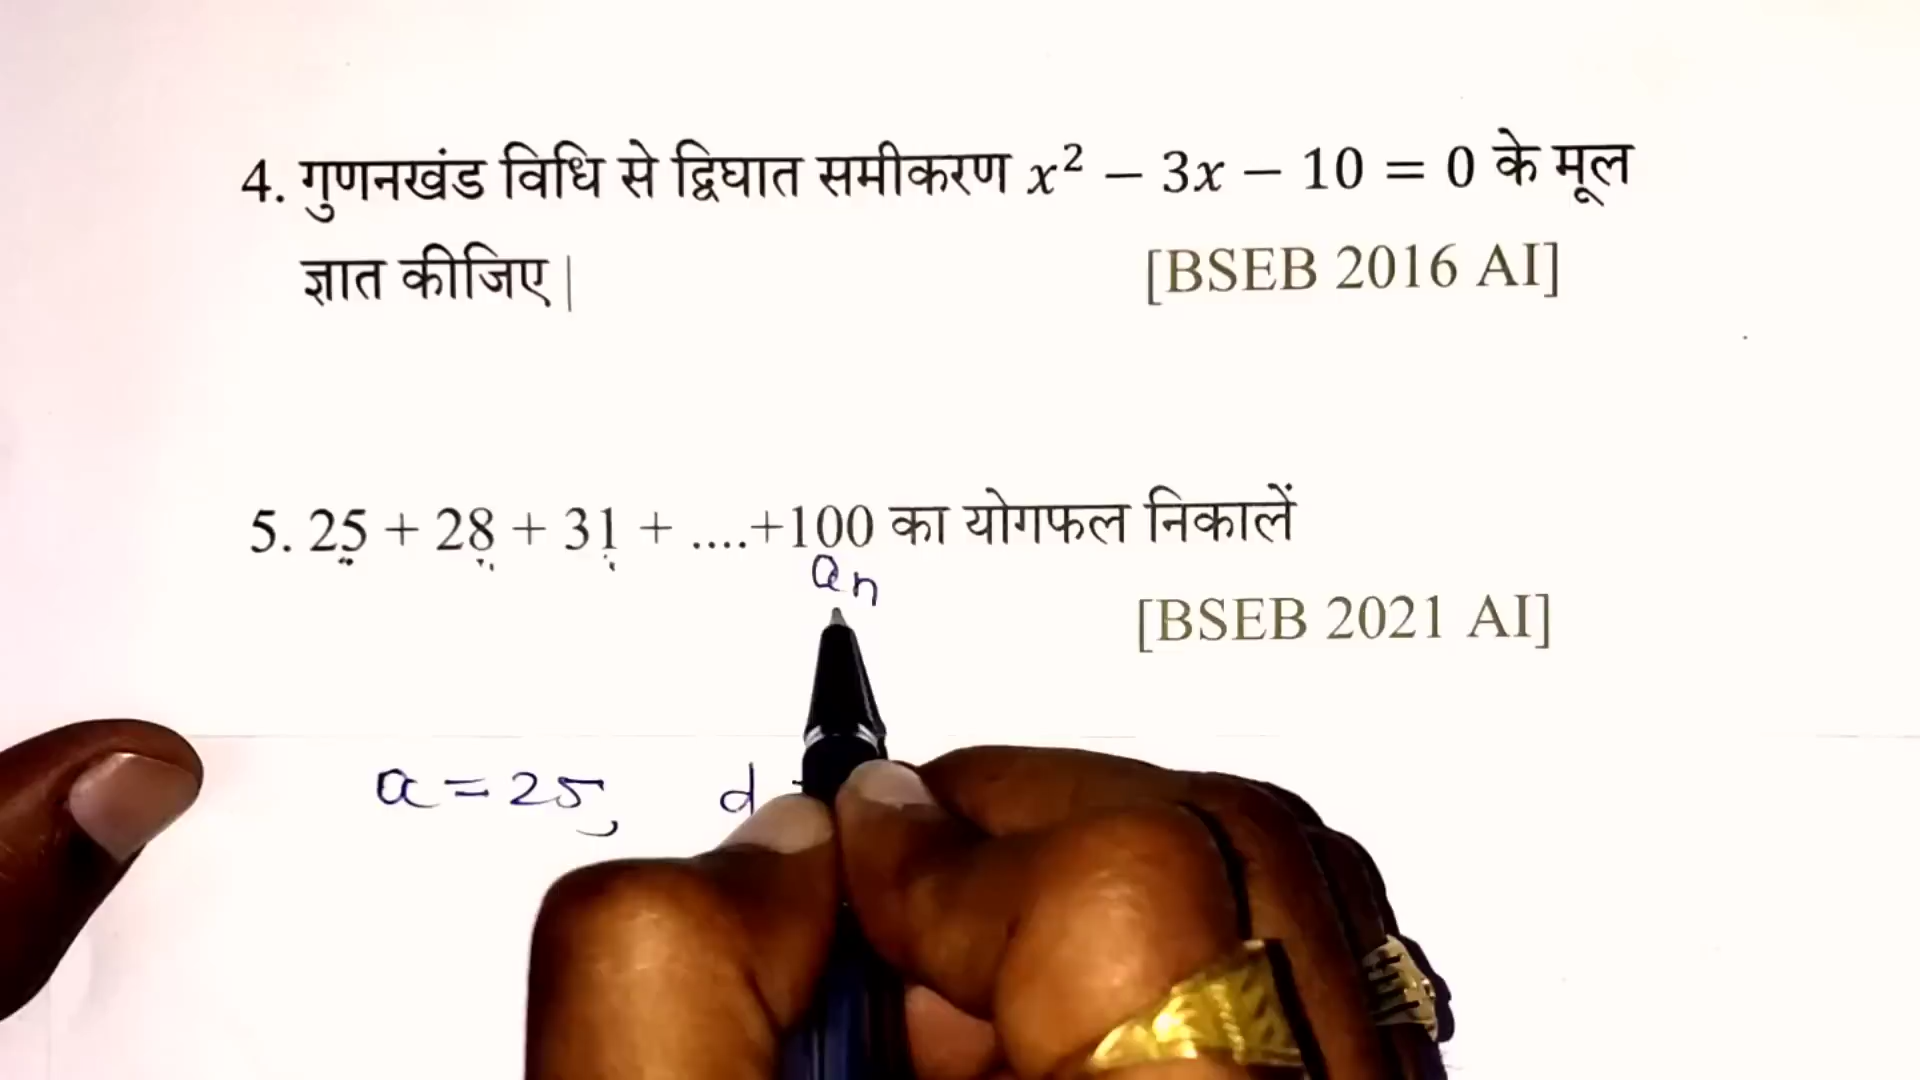 4. गुणनखंड विधि से द्विघात समीकरण x² − 3x − 10 = 0 के मूल
ज्ञात कीजिए|
[BSEB 2016 AI]
5. 25 + 28 + 31 + ....+100 का योगफल निकालें
an
[BSEB 2021 AI]
a = 25, d